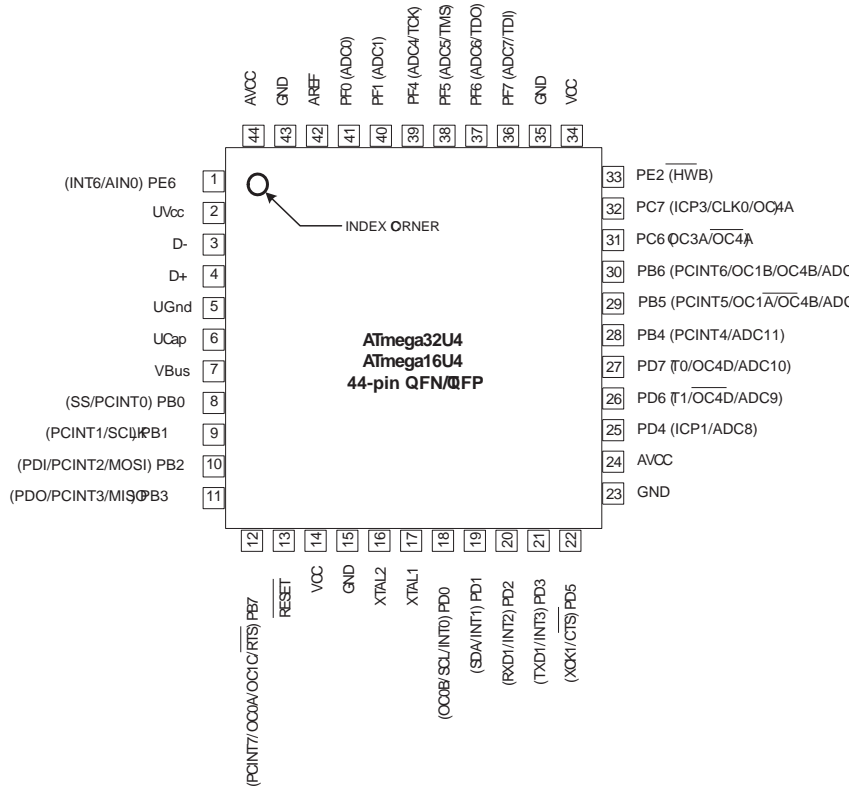 AVCC
GND
AREF
PF0 (ADC0)
PF1 (ADC1)
PF4 (ADC4/TCK)
PF5 (ADC5/TMS)
PF6 (ADC6/TDO)
PF7 (ADC7/TDI)
GND
VCC
44
43
42
41
40
39
38
37
36
35
34
(INT6/AIN0) PE6 1
UVcc 2
D- 3
D+ 4
UGnd 5
UCap 6
VBus 7
(SS/PCINT0) PB0 8
(PCINT1/SCLK) PB1 9
(PDI/PCINT2/MOSI) PB2 10
(PDO/PCINT3/MISO) PB3 11
INDEX ORNER
ATmega32U4
ATmega16U4
44-pin QFN/TQFP
33 PE2 (HWB)
32 PC7 (ICP3/CLK0/OC4A)
31 PC6 (OC3A/OC4A)
30 PB6 (PCINT6/OC1B/OC4B/ADC
29 PB5 (PCINT5/OC1A/OC4B/ADC
28 PB4 (PCINT4/ADC11)
27 PD7 (T0/OC4D/ADC10)
26 PD6 (T1/OC4D/ADC9)
25 PD4 (ICP1/ADC8)
24 AVCC
23 GND
12
13
14
15
16
17
18
19
20
21
22
(PCINT7/OC0A/OC1C/RTS) PB7
RESET
VCC
GND
XTAL2
XTAL1
(OC0B/SCL/INT0) PD0
(SDA/INT1) PD1
(RXD1/INT2) PD2
(TXD1/INT3) PD3
(XCK1/CTS) PD5